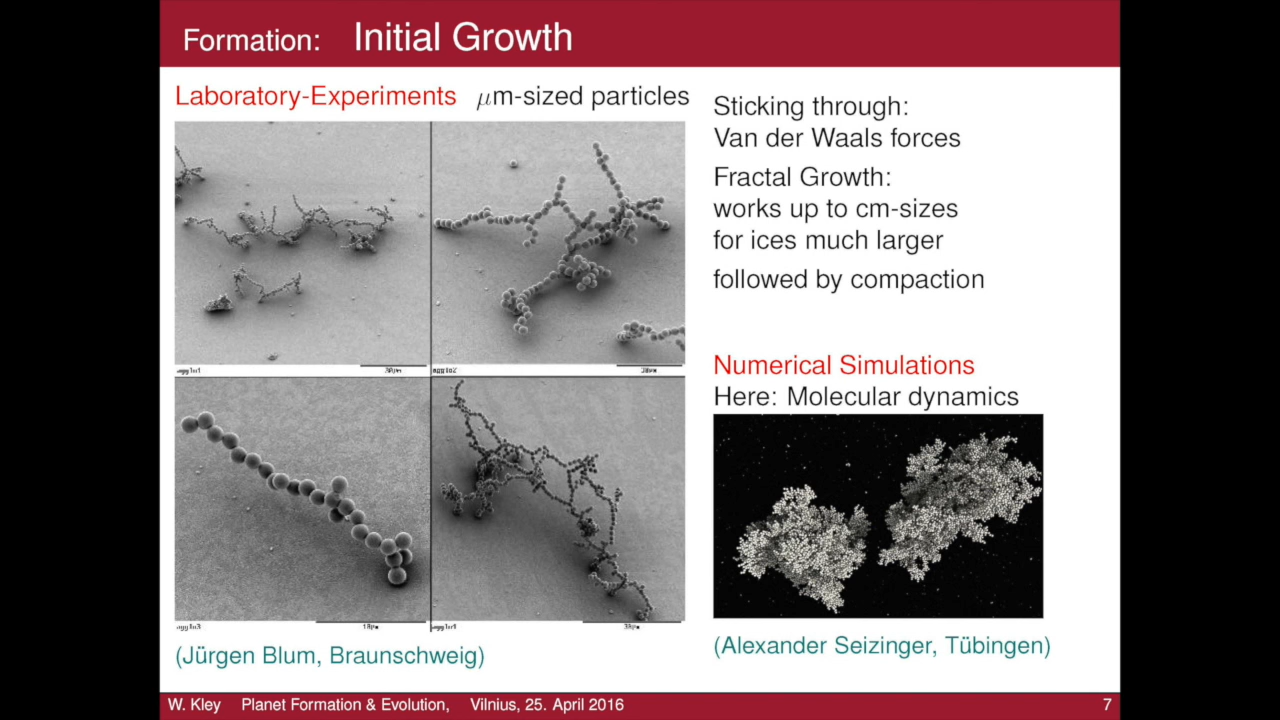 Formation: Initial Growth
Laboratory-Experiments μm-sized particles
Sticking through:
Van der Waals forces
Fractal Growth:
works up to cm-sizes
for ices much larger
followed by compaction
Numerical Simulations
Here: Molecular dynamics
(Jürgen Blum, Braunschweig)
(Alexander Seizinger, Tübingen)
W. Kley Planet Formation & Evolution, Vilnius, 25. April 2016 7